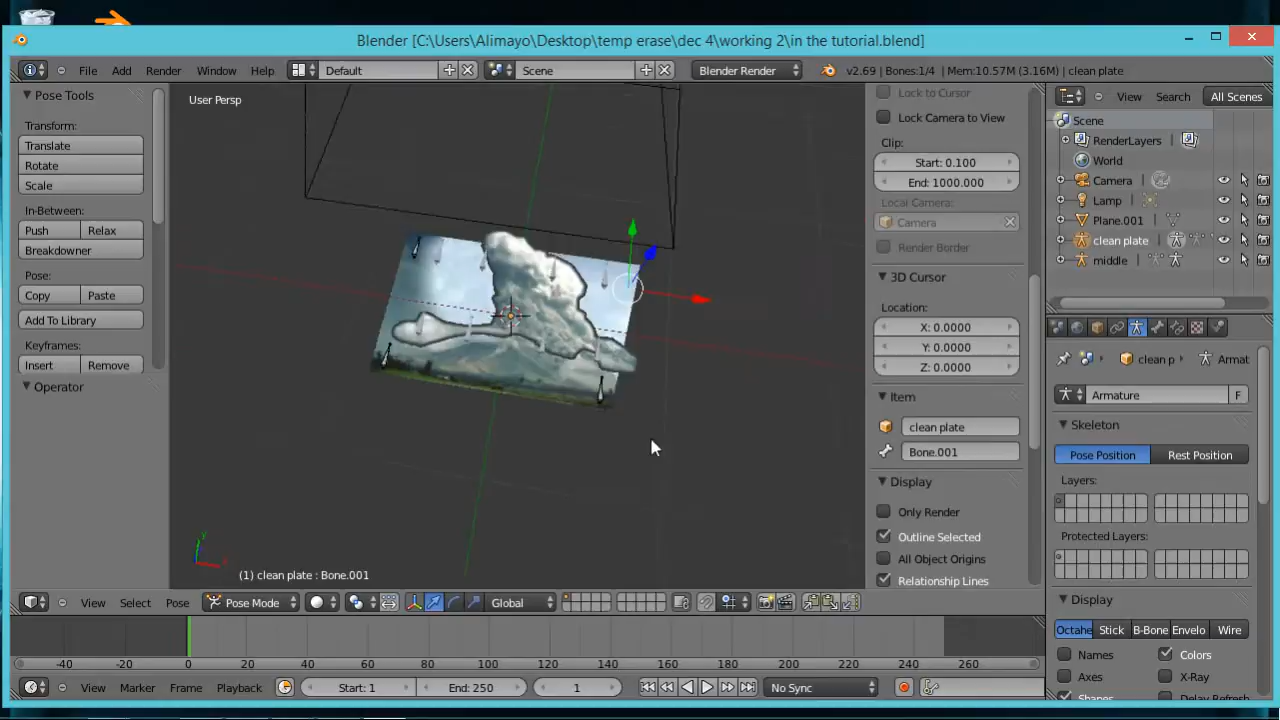 Blender [C:\Users\Alimayo\Desktop\temp erase\dec 4\working 2\in the tutorial.blend]
File Add Render Window Help Default Scene Blender Render v2.69 | Bones:1/4 | Mem:10.57M (3.16M) | clean plate
Pose Tools
Transform:
Translate
Rotate
Scale
In-Between:
Push Relax
Breakdowner
Pose:
Copy Paste
Add To Library
Keyframes:
Insert Remove
Operator
User Persp
(1) clean plate : Bone.001
View Select Pose Pose Mode Global
Lock to Cursor
Lock Camera to View
Clip:
Start: 0.100
End: 1000.000
Local Camera:
Camera
Render Border
3D Cursor
Location:
X: 0.0000
Y: 0.0000
Z: 0.0000
Item
clean plate
Bone.001
Display
Only Render
Outline Selected
All Object Origins
Relationship Lines
View Search All Scenes
Scene
RenderLayers
World
Camera
Lamp
Plane.001
clean plate
middle
clean p Armat
Armature F
Skeleton
Pose Position Rest Position
Layers:
Protected Layers:
Display
Octahe Stick B-Bone Envelo Wire
Names Colors
Axes X-Ray
Shapes Delay Refresh
-40 -20 0 20 40 60 80 100 120 140 160 180 200 220 240 260
View Marker Frame Playback Start: 1 End: 250 1 No Sync